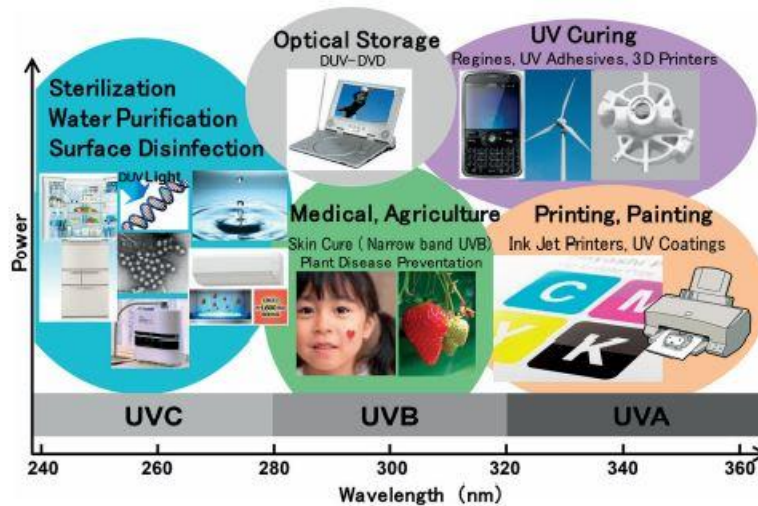 Optical Storage
DUV-DVD
UV Curing
Regines, UV Adhesives, 3D Printers
Sterilization
Water Purification
Surface Disinfection
DUV Light
Medical, Agriculture
Skin Cure ( Narrow band UVB)
Plant Disease Preventation
Printing, Painting
Ink Jet Printers, UV Coatings
C
M
Y
K
Power
UVC
UVB
UVA
240
260
280
300
320
340
360
Wavelength (nm)